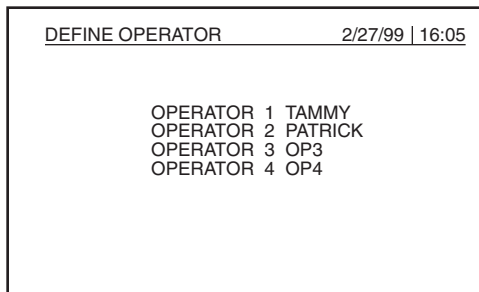 DEFINE OPERATOR 2/27/99 | 16:05
OPERATOR 1 TAMMY
OPERATOR 2 PATRICK
OPERATOR 3 OP3
OPERATOR 4 OP4